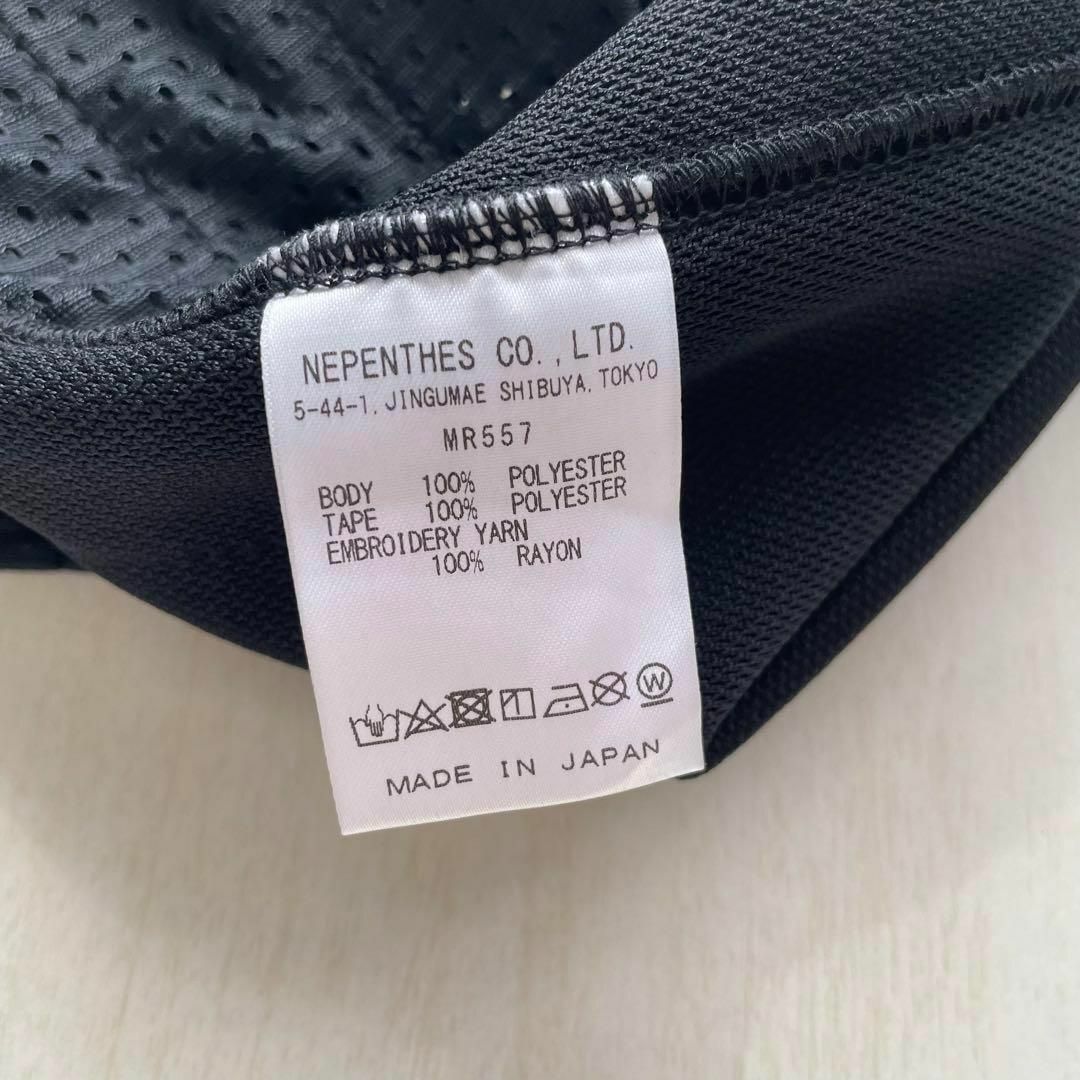 NEPENTHES CO., LTD.
5-44-1, JINGUMAE SHIBUYA, TOKYO
MR557
BODY 100% POLYESTER
TAPE 100% POLYESTER
EMBROIDERY YARN
100% RAYON
W
MADE IN JAPAN